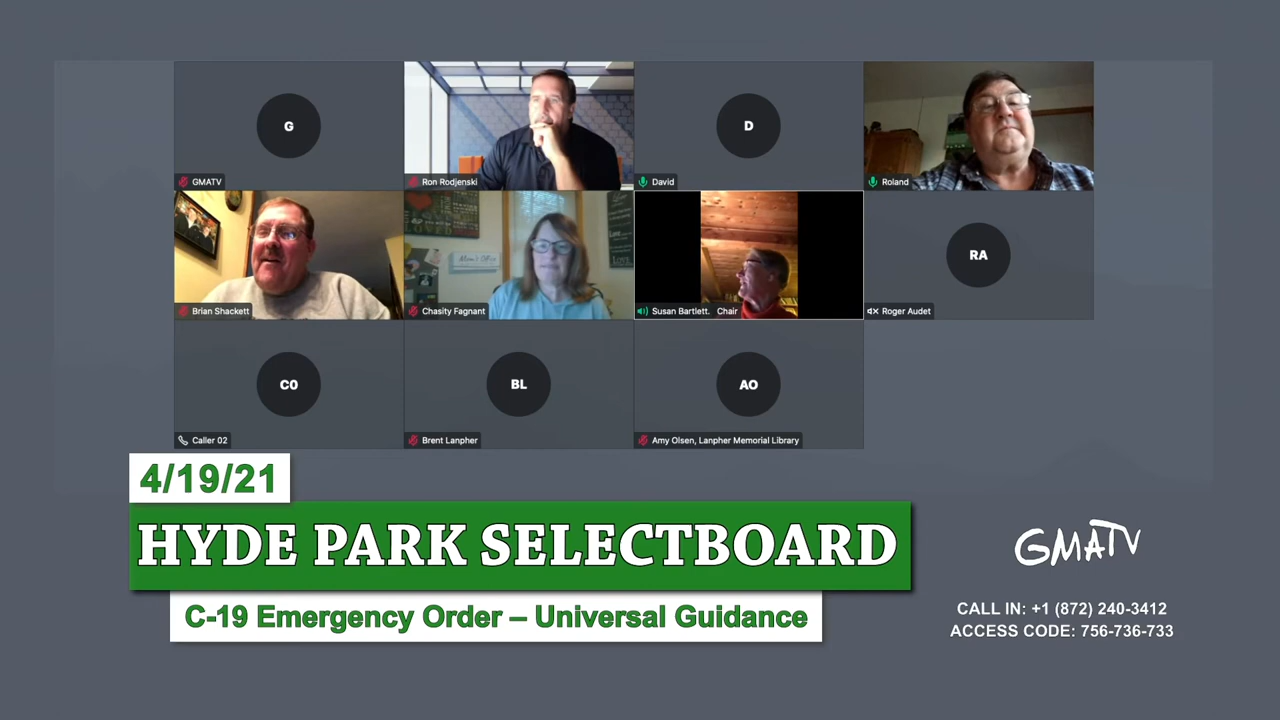 G
D
GMATV
Ron Rodjenski
David
Roland
RA
Brian Shackett
Chasity Fagnant
Susan Bartlett. Chair
Roger Audet
C0
BL
AO
Caller 02
Brent Lanpher
Amy Olsen, Lanpher Memorial Library
4/19/21
HYDE PARK SELECTBOARD
C-19 Emergency Order – Universal Guidance
GMATV
CALL IN: +1 (872) 240-3412
ACCESS CODE: 756-736-733